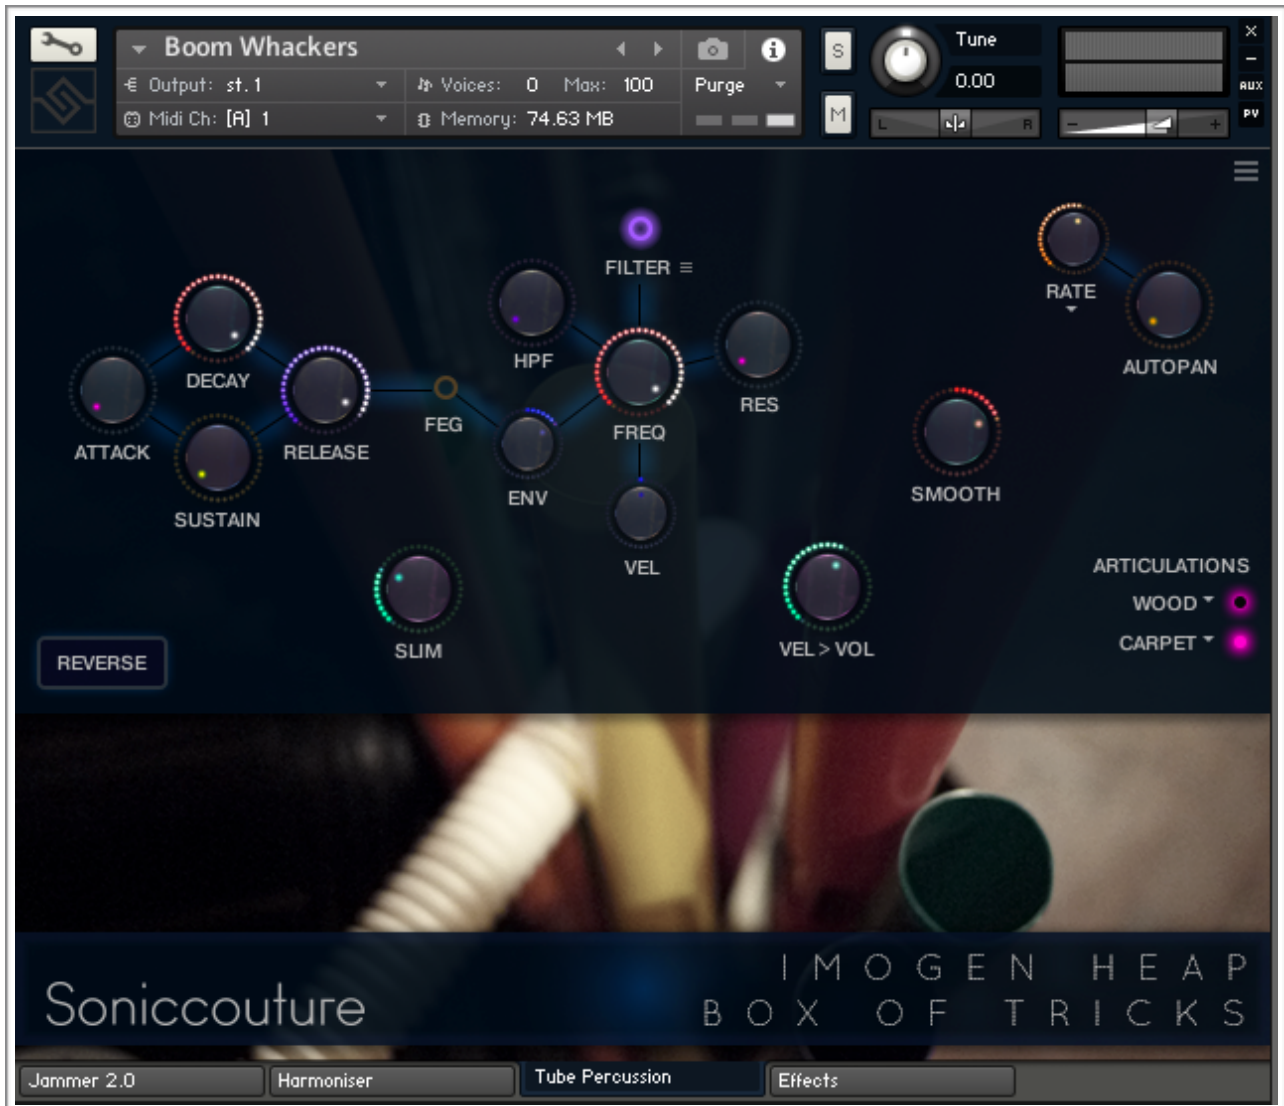 Boom Whackers
Output: st.1
Voices: 0 Max: 100
Purge
Midi Ch: [A] 1
Memory: 74.63 MB
S
M
Tune
0.00
L R
- +
X
-
AUX
PV
FILTER
RATE
AUTOPAN
HPF
DECAY
RES
FEG
FREQ
ATTACK
RELEASE
ENV
SMOOTH
SUSTAIN
VEL
ARTICULATIONS
WOOD
CARPET
SLIM
VEL > VOL
REVERSE
IMOGEN HEAP
Soniccouture
BOX OF TRICKS
Jammer 2.0
Harmoniser
Tube Percussion
Effects